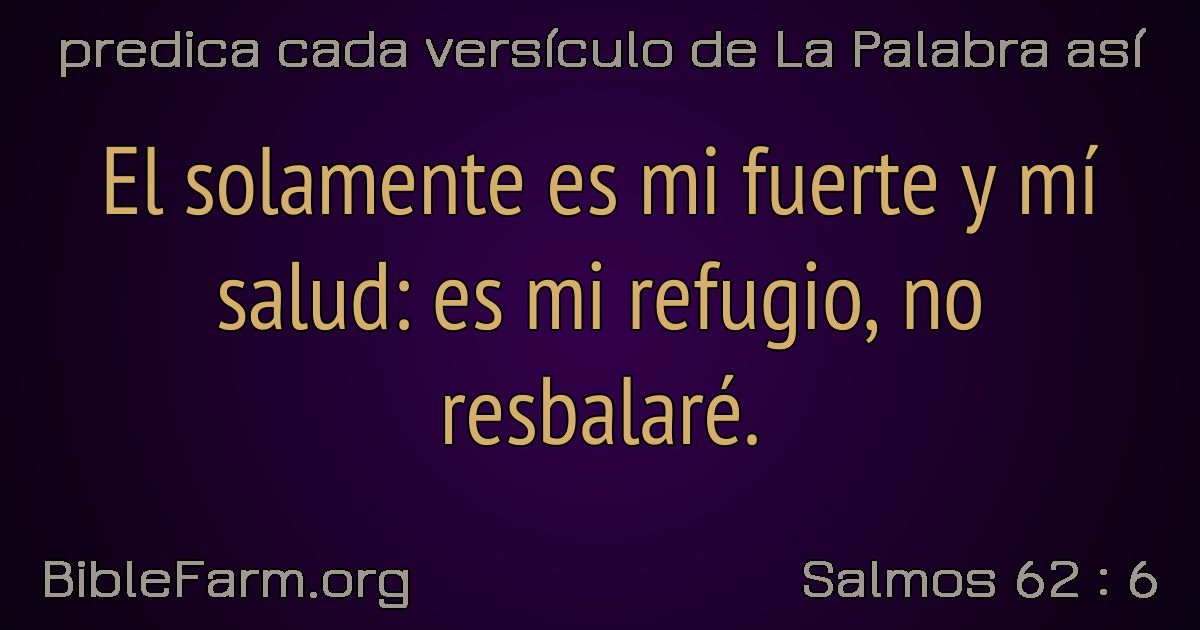 predica cada versículo de La Palabra así
El solamente es mi fuerte y mí
salud: es mi refugio, no
resbalaré.
BibleFarm.org
Salmos 62 : 6